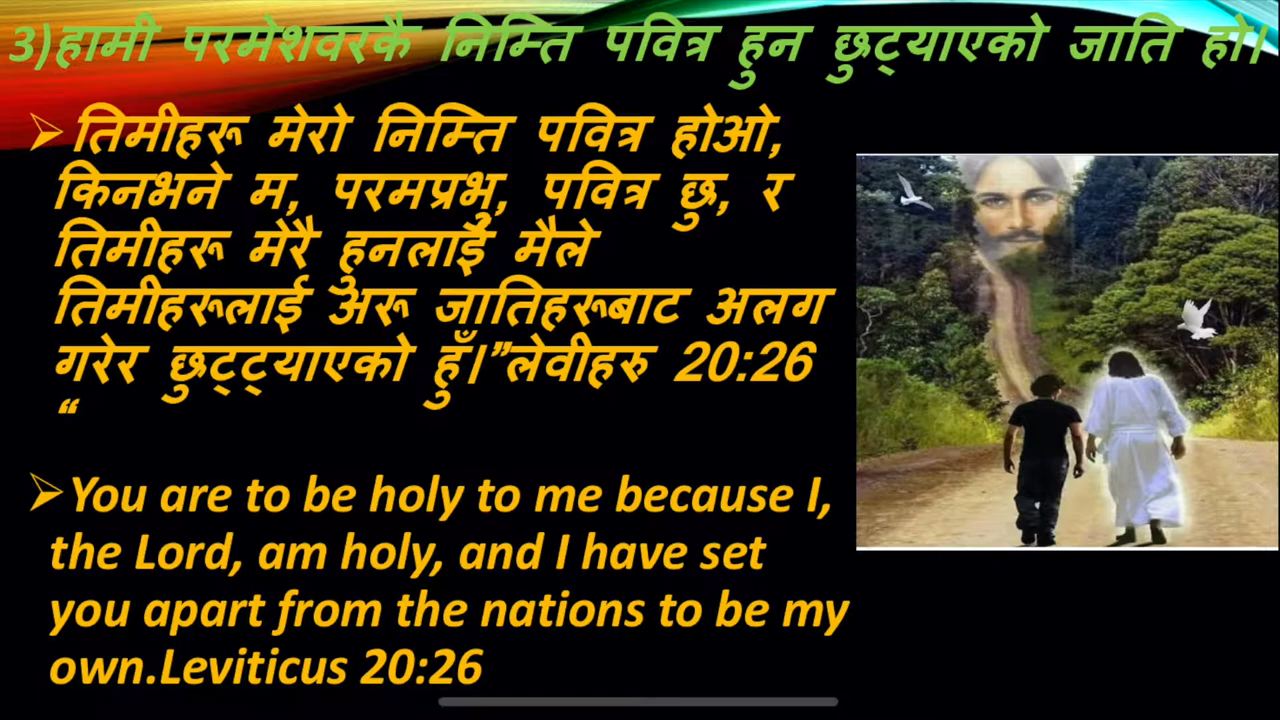 3)हामी परमेशवरकै निम्ति पवित्र हुन छुट्याएको जाति हो।
➢तिमीहरू मेरो निम्ति पवित्र होओ,
किनभने म, परमप्रभु, पवित्र छु, र
तिमीहरू मेरै हुनलाईँ मैले
तिमीहरूलाई अरू जातिहरूबाट अलग
गरेर छुट्ट्याएको हुँ।”लेवीहरु 20:26
“
➢You are to be holy to me because I,
the Lord, am holy, and I have set
you apart from the nations to be my
own.Leviticus 20:26